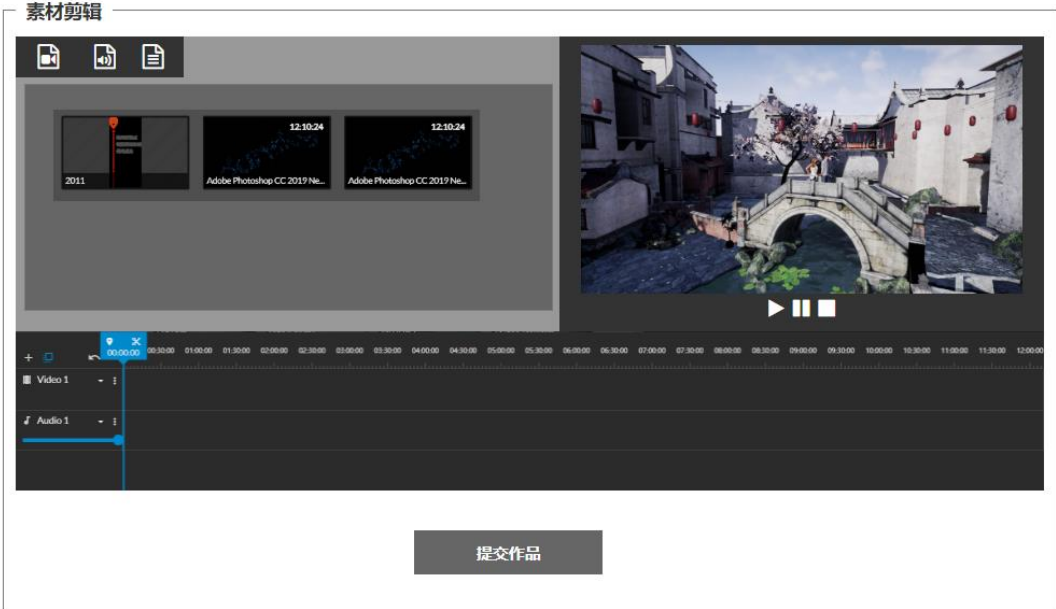 素材剪辑
12:10:24
12:10:24
2011
Adobe Photoshop CC 2019 Ne...
Adobe Photoshop CC 2019 Ne...
00:00:00 00:30:00 01:00:00 01:30:00 02:00:00 02:30:00 03:00:00 03:30:00 04:00:00 04:30:00 05:00:00 05:30:00 06:00:00 06:30:00 07:00:00 07:30:00 08:00:00 08:30:00 09:00:00 09:30:00 10:00:00 10:30:00 11:00:00 11:30:00 12:00:00
Video 1
Audio 1
提交作品